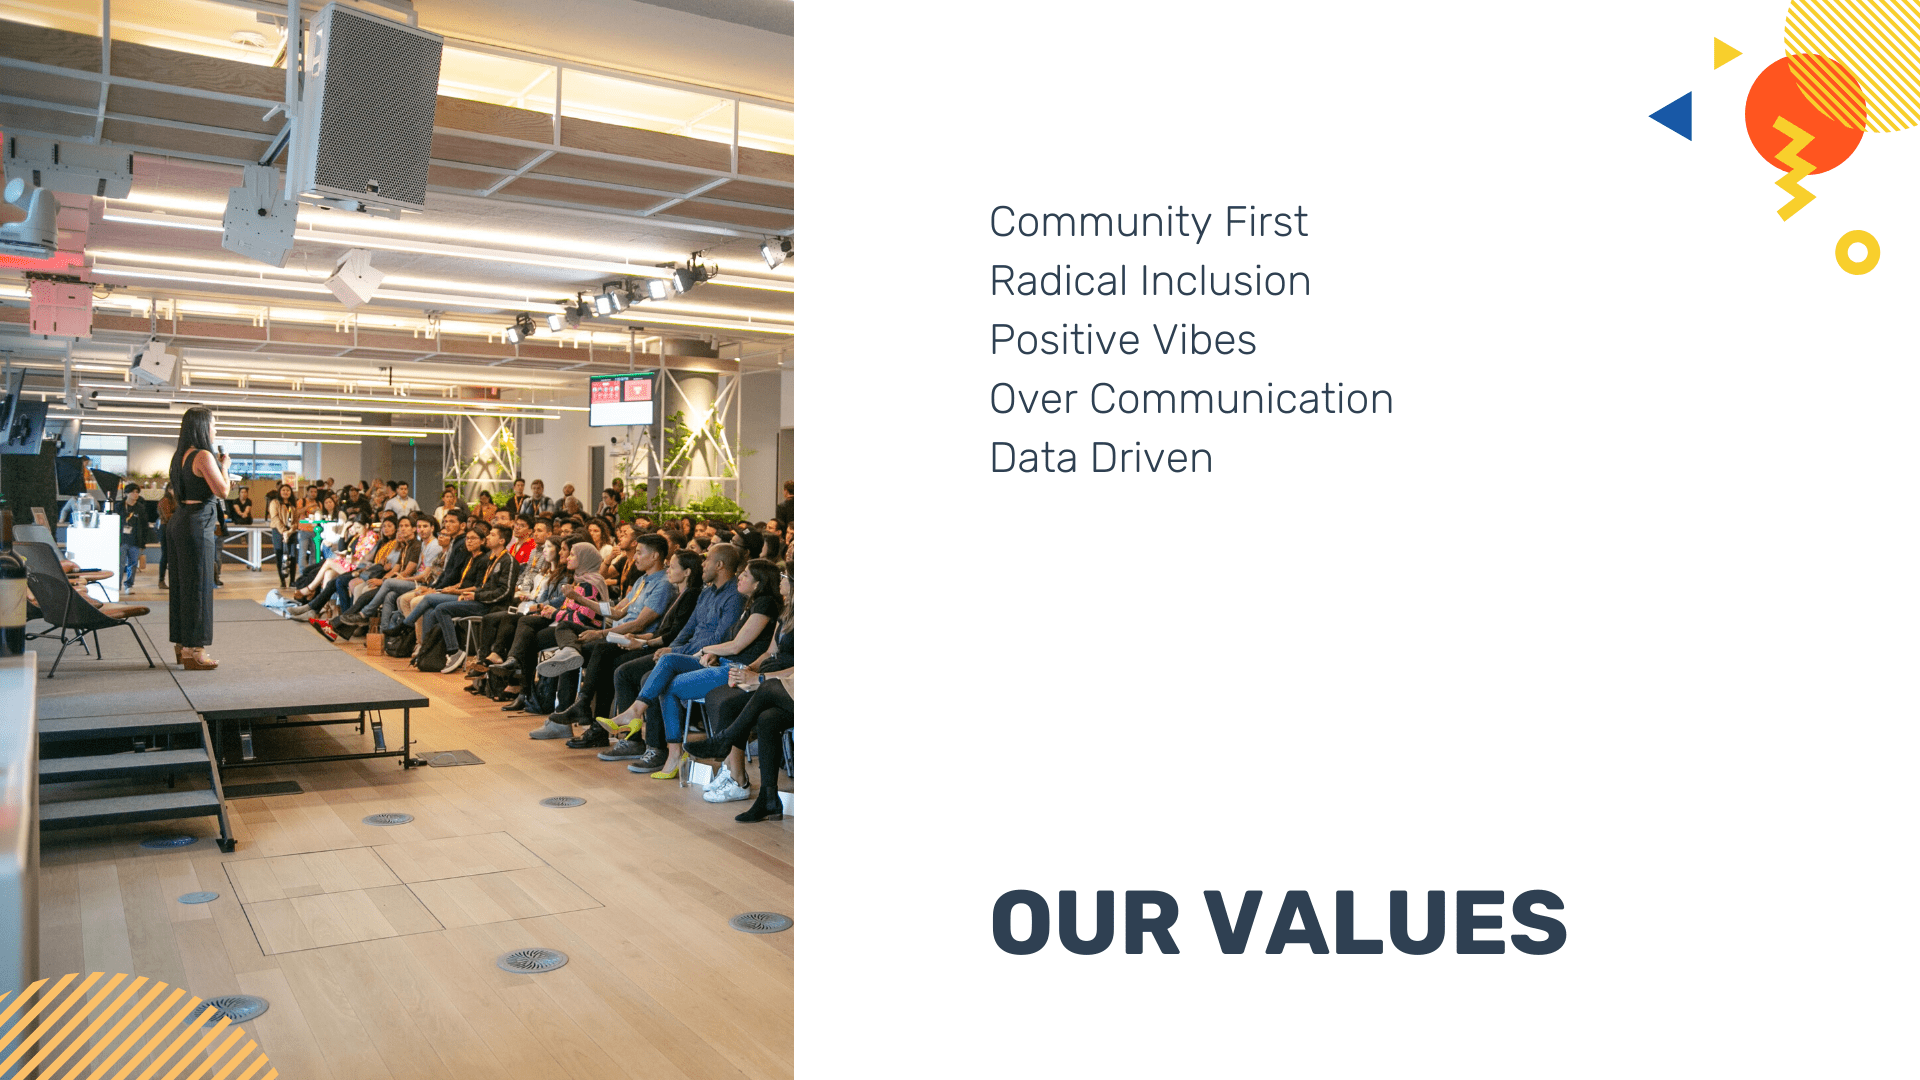 Community First
Radical Inclusion
Positive Vibes
Over Communication
Data Driven
OUR VALUES